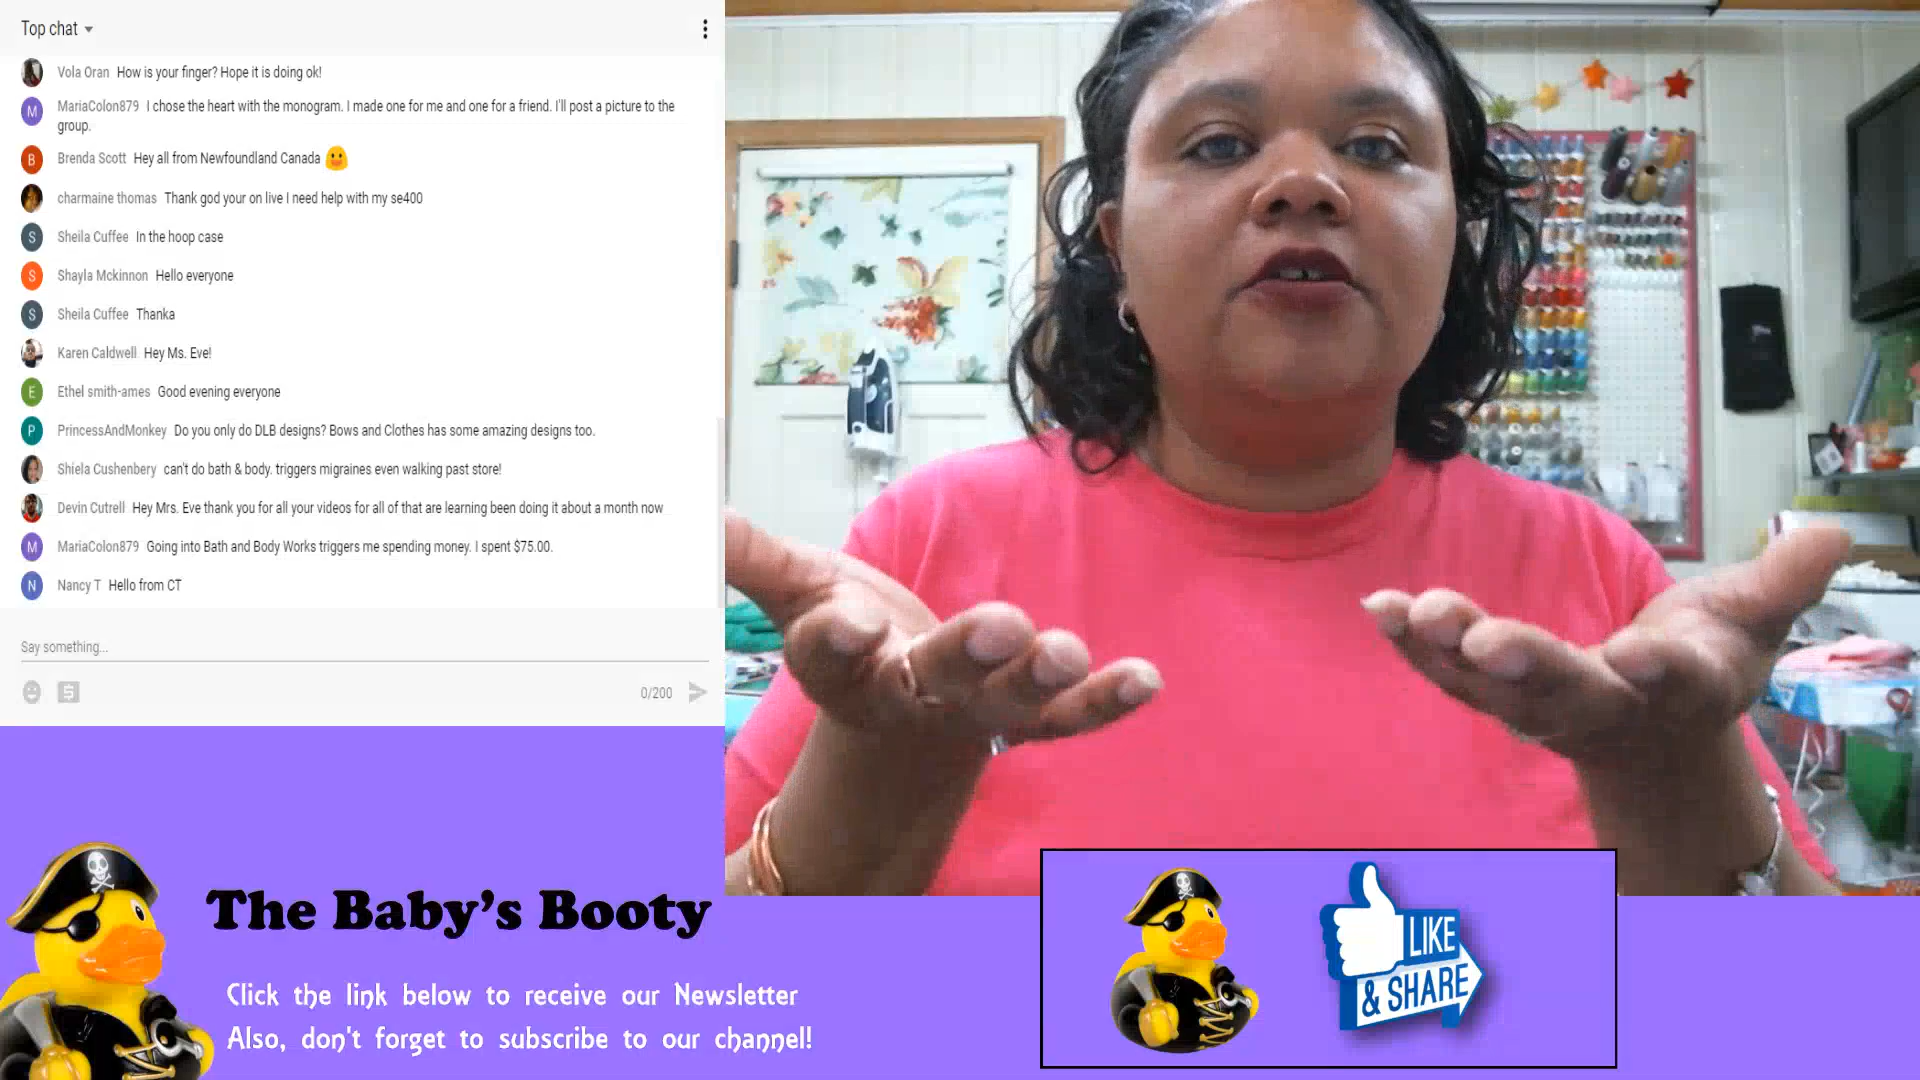 Top chat
Vola Oran How is your finger? Hope it is doing ok!
M MariaColon879 I chose the heart with the monogram. I made one for me and one for a friend. I'll post a picture to the
group.
B Brenda Scott Hey all from Newfoundland Canada
charmaine thomas Thank god your on live I need help with my se400
S Sheila Cuffee In the hoop case
S Shayla Mckinnon Hello everyone
S Sheila Cuffee Thanka
Karen Caldwell Hey Ms. Eve!
E Ethel smith-ames Good evening everyone
P PrincessAndMonkey Do you only do DLB designs? Bows and Clothes has some amazing designs too.
Shiela Cushenbery can't do bath & body. triggers migraines even walking past store!
Devin Cutrell Hey Mrs. Eve thank you for all your videos for all of that are learning been doing it about a month now
M MariaColon879 Going into Bath and Body Works triggers me spending money. I spent $75.00.
N Nancy T Hello from CT
Say something...
0/200
The Baby's Booty
Click the link below to receive our Newsletter
Also, don't forget to subscribe to our channel!
LIKE
& SHARE